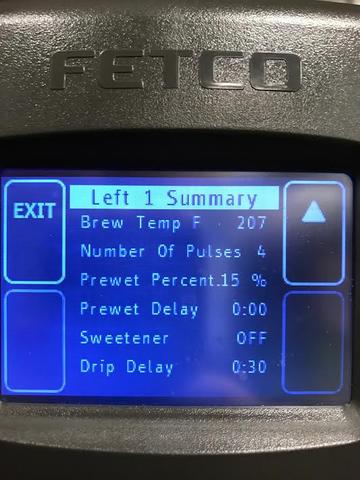 FETCO
Left 1 Summary
EXIT
Brew Temp F 207
Number Of Pulses 4
Prewet Percent.15 %
Prewet Delay 0:00
Sweetener OFF
Drip Delay 0:30